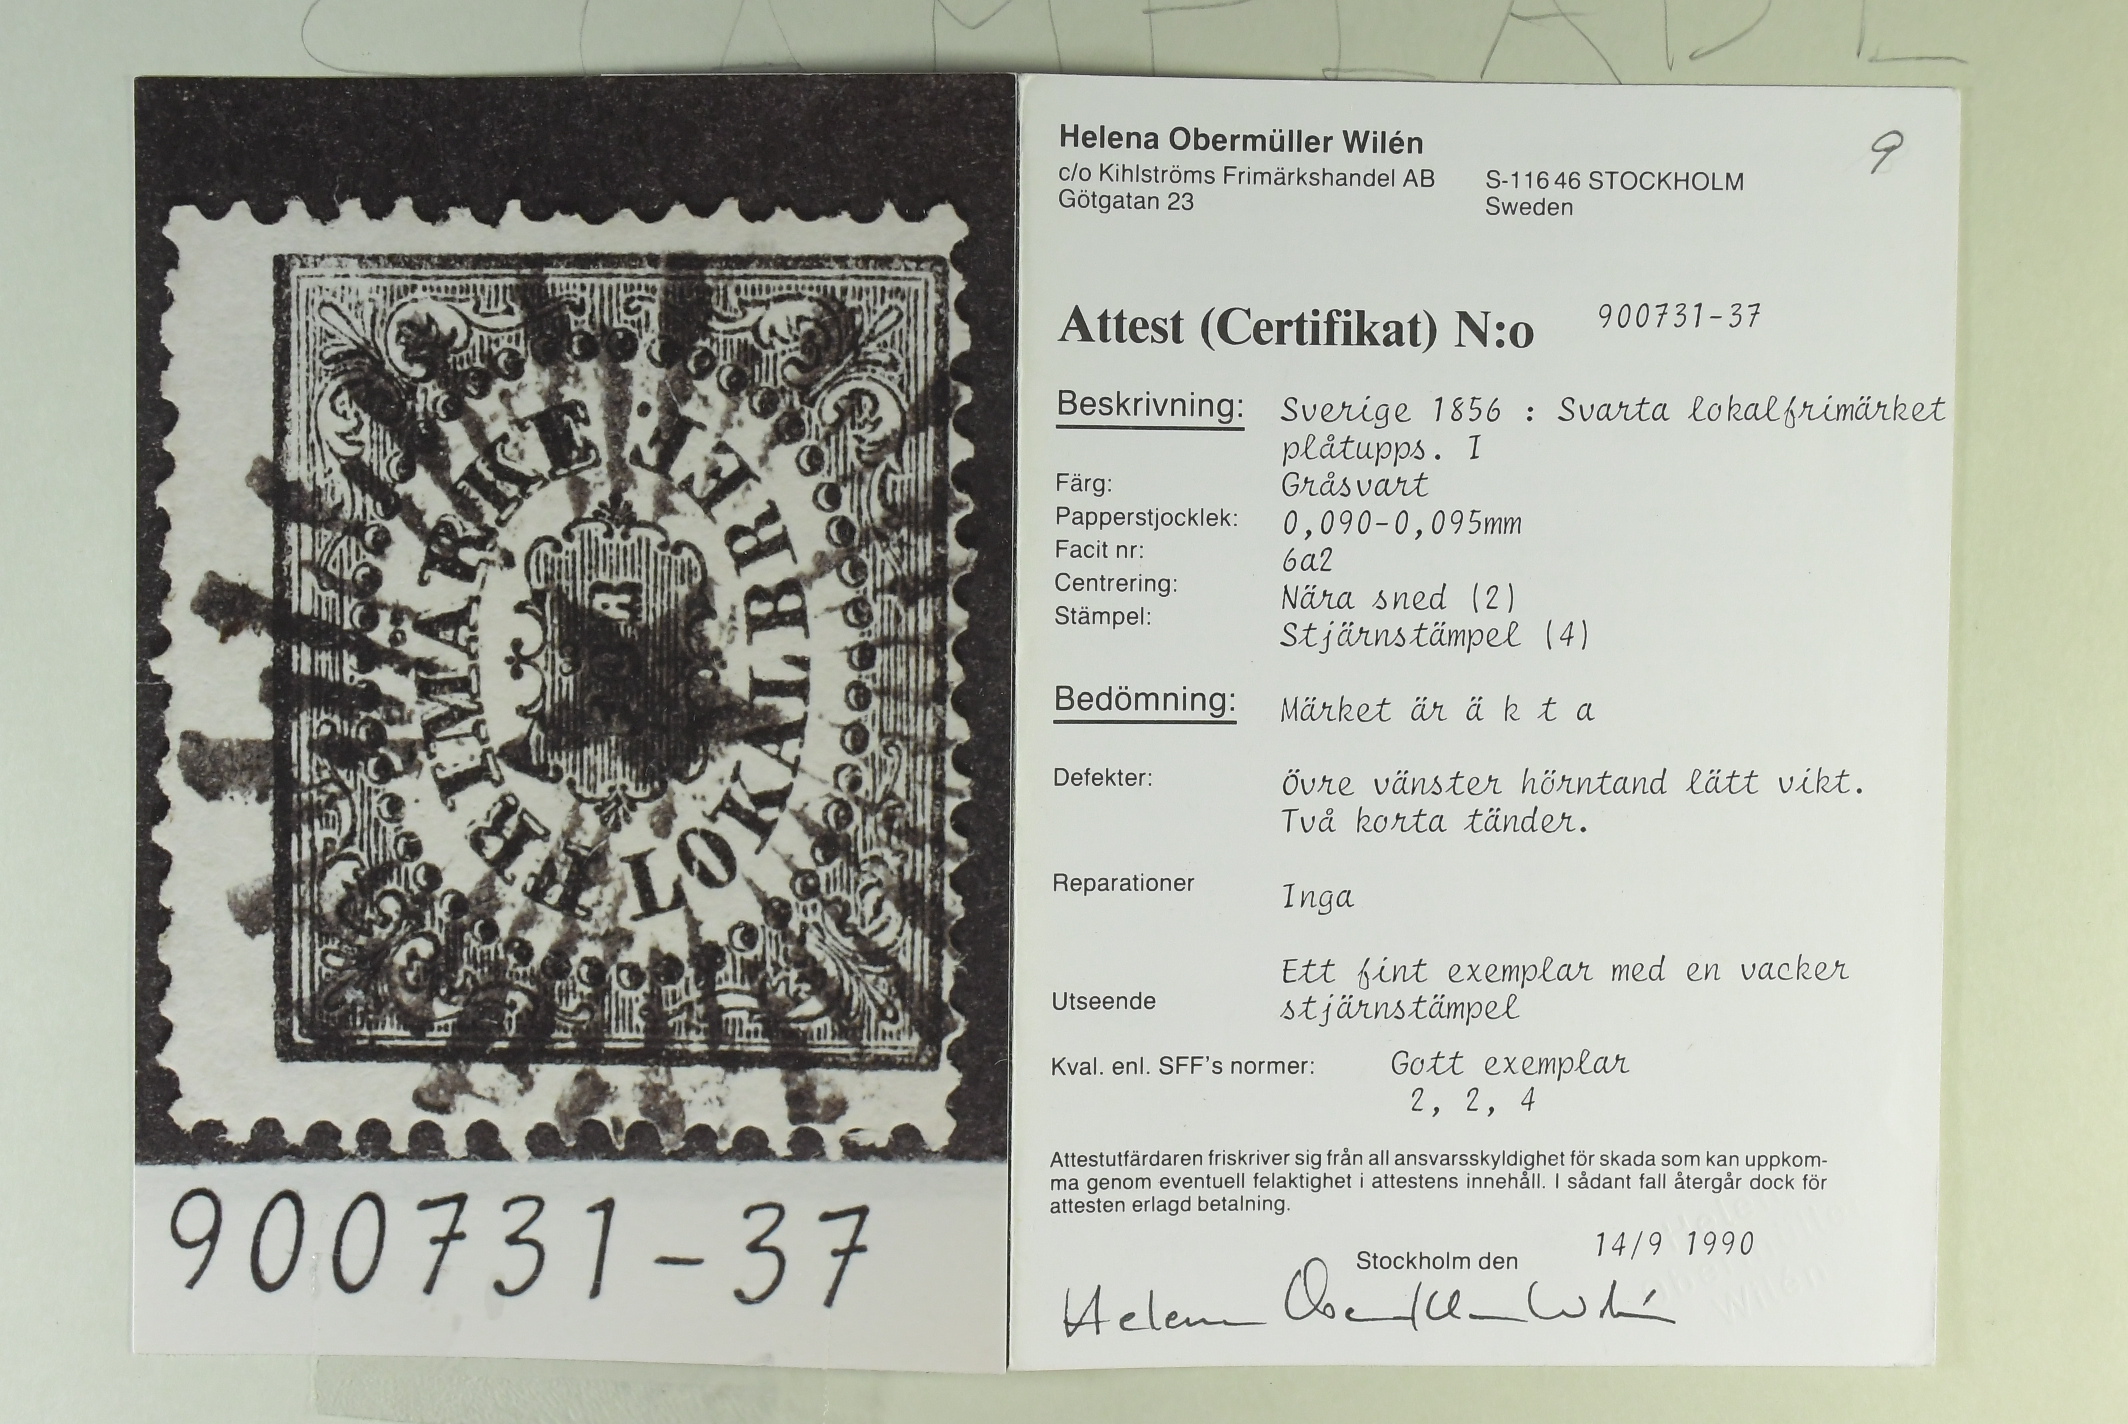 FRIMÄRKE. F. LOKALBREF
900731-37
Helena Obermüller Wilén
c/o Kihlströms Frimärkshandel AB
Götgatan 23
S-116 46 STOCKHOLM
Sweden
9
Attest (Certifikat) N:o 900731-37
Beskrivning: Sverige 1856 : Svarta lokalfrimärket
plåtupps. I
Färg: Gråsvart
Papperstjocklek: 0,090-0,095mm
Facit nr: 6a2
Centrering: Nära sned (2)
Stämpel: Stjärnstämpel (4)
Bedömning: Märket är ä k t a
Defekter: Övre vänster hörntand lätt vikt.
Två korta tänder.
Reparationer Inga
Ett fint exemplar med en vacker
Utseende stjärnstämpel
Kval. enl. SFF's normer: Gott exemplar
2, 2, 4
Attestutfärdaren friskriver sig från all ansvarsskyldighet för skada som kan uppkom-
ma genom eventuell felaktighet i attestens innehåll. I sådant fall återgår dock för
attesten erlagd betalning.
Stockholm den 14/9 1990
Helena Obermüller Wilén